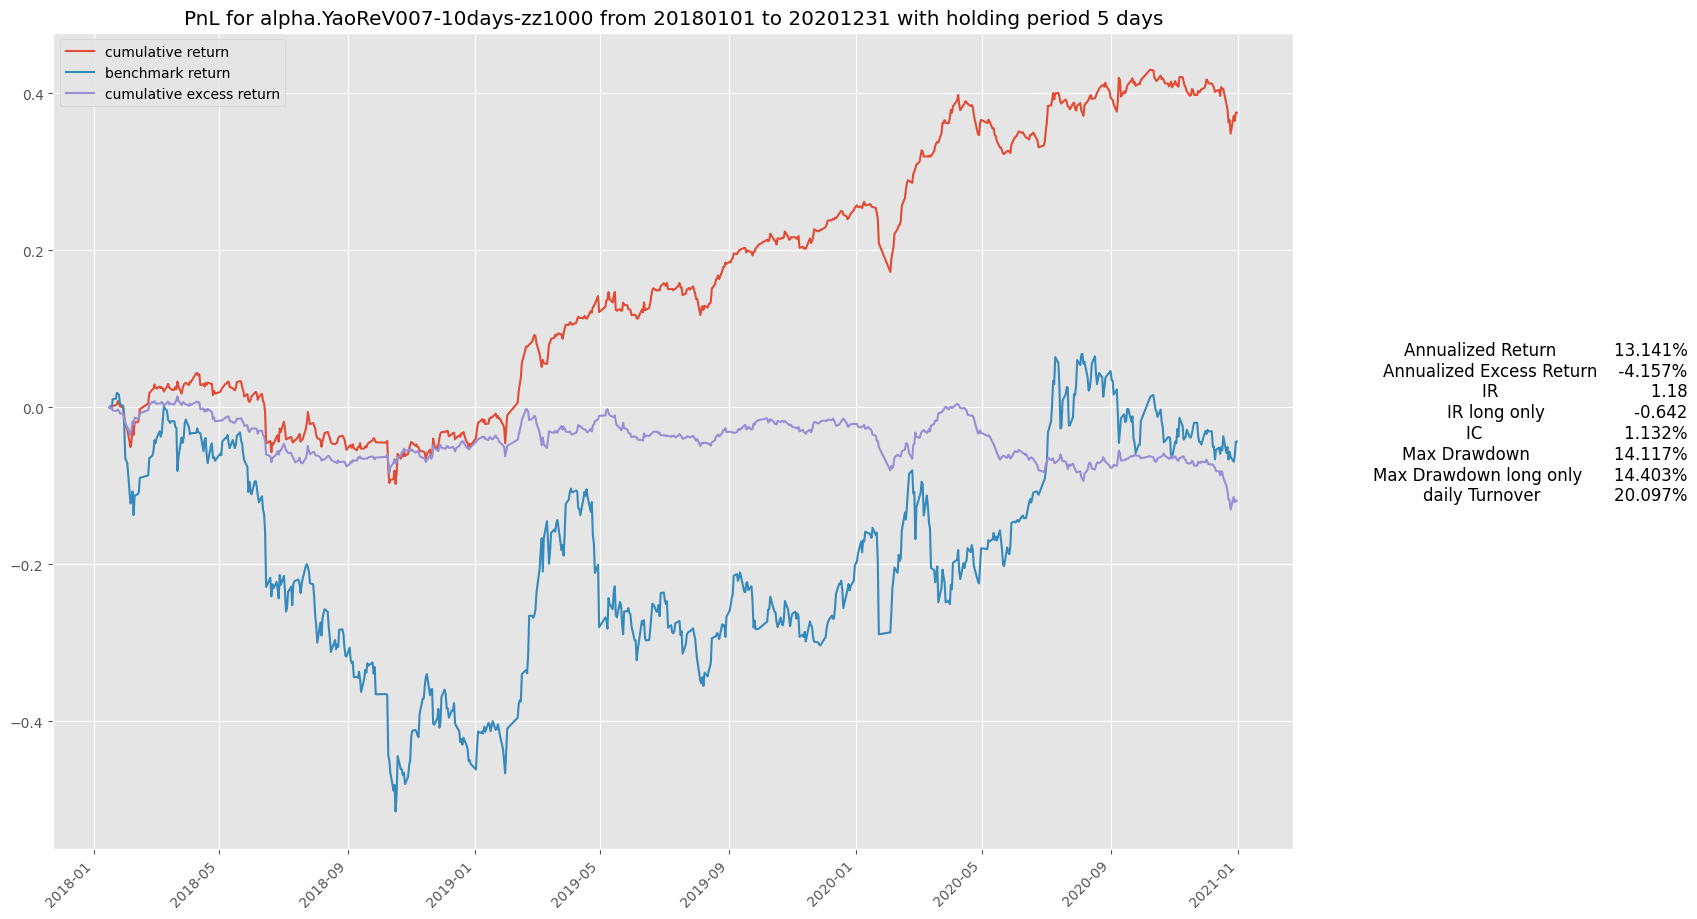 PnL for alpha.YaoReV007-10days-zz1000 from 20180101 to 20201231 with holding period 5 days
cumulative return
benchmark return
cumulative excess return
0.4
0.2
0.0
−0.2
−0.4
2018-01
2018-05
2018-09
2019-01
2019-05
2019-09
2020-01
2020-05
2020-09
2021-01
Annualized Return 13.141%
Annualized Excess Return -4.157%
IR 1.18
IR long only -0.642
IC 1.132%
Max Drawdown 14.117%
Max Drawdown long only 14.403%
daily Turnover 20.097%